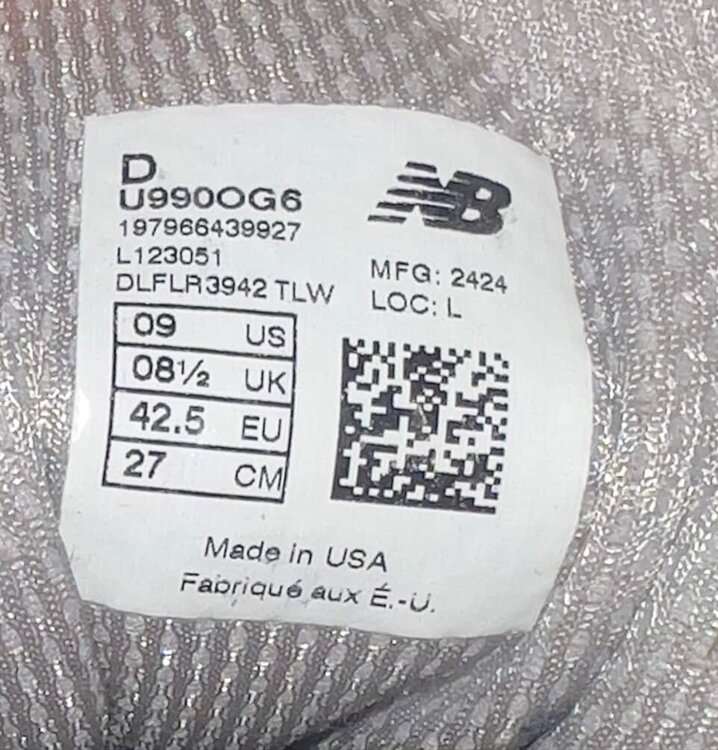 D
U990OG6
197966439927
L123051
DLFLR3942 TLW
NB
MFG: 2424
LOC: L
09 US
08½ UK
42.5 EU
27 CM
Made in USA
Fabriqué aux É.-U.